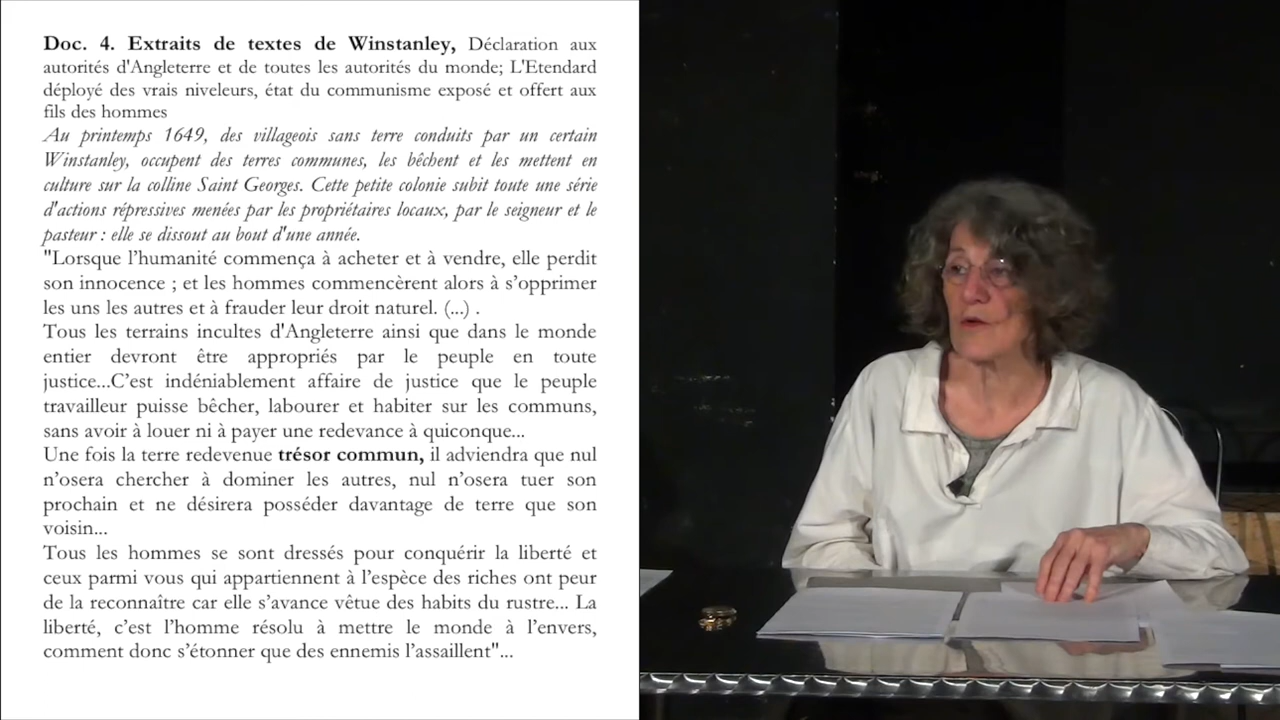 Doc. 4. Extraits de textes de Winstanley, Déclaration aux
autorités d'Angleterre et de toutes les autorités du monde; L'Etendard
déployé des vrais niveleurs, état du communisme exposé et offert aux
fils des hommes
Au printemps 1649, des villageois sans terre conduits par un certain
Winstanley, occupent des terres communes, les bêchent et les mettent en
culture sur la colline Saint Georges. Cette petite colonie subit toute une série
d'actions répressives menées par les propriétaires locaux, par le seigneur et le
pasteur : elle se dissout au bout d'une année.
"Lorsque l’humanité commença à acheter et à vendre, elle perdit
son innocence ; et les hommes commencèrent alors à s’opprimer
les uns les autres et à frauder leur droit naturel. (...) .
Tous les terrains incultes d'Angleterre ainsi que dans le monde
entier devront être appropriés par le peuple en toute
justice...C’est indéniablement affaire de justice que le peuple
travailleur puisse bêcher, labourer et habiter sur les communs,
sans avoir à louer ni à payer une redevance à quiconque...
Une fois la terre redevenue trésor commun, il adviendra que nul
n’osera chercher à dominer les autres, nul n’osera tuer son
prochain et ne désirera posséder davantage de terre que son
voisin...
Tous les hommes se sont dressés pour conquérir la liberté et
ceux parmi vous qui appartiennent à l’espèce des riches ont peur
de la reconnaître car elle s’avance vêtue des habits du rustre... La
liberté, c’est l’homme résolu à mettre le monde à l’envers,
comment donc s’étonner que des ennemis l’assaillent"...